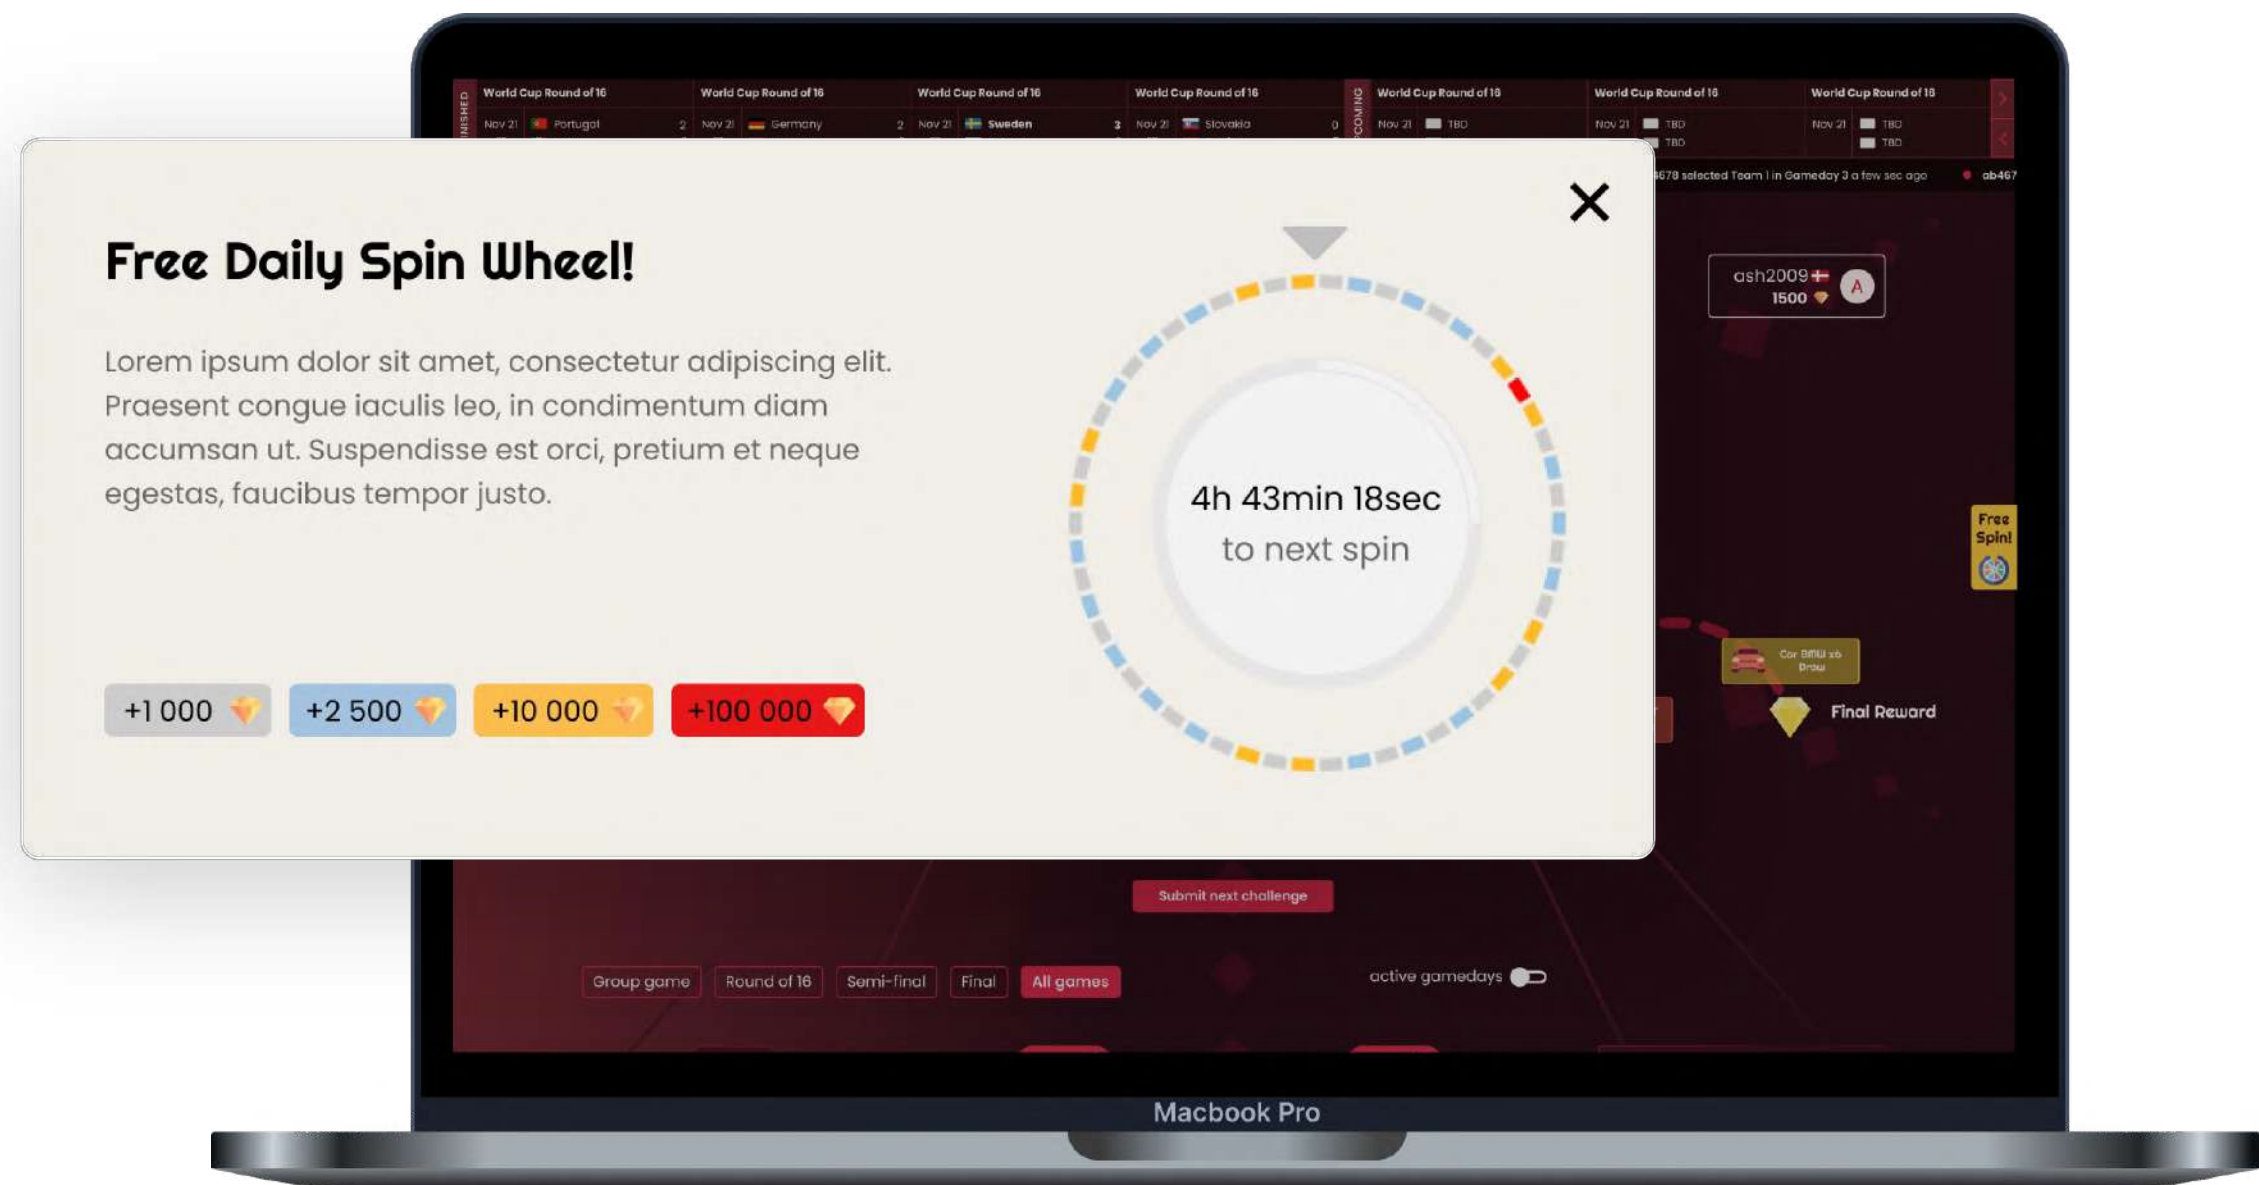 FINISHED
World Cup Round of 16
World Cup Round of 16
World Cup Round of 16
World Cup Round of 16
World Cup Round of 16
World Cup Round of 16
World Cup Round of 16
Nov 21 Portugal 2
Nov 21 Germany 2
Nov 21 Sweden 3
Nov 21 Slovakia 0
Nov 21 TBD
Nov 21 TBD
TBD
Nov 21 TBD
TBD
4678 selected Team 1 in Gameday 3 a few sec ago
ab467
ash2009
1500
A
Free Daily Spin Wheel!
Lorem ipsum dolor sit amet, consectetur adipiscing elit.
Praesent congue iaculis leo, in condimentum diam
accumsan ut. Suspendisse est orci, pretium et neque
egestas, faucibus tempor justo.
+1 000
+2 500
+10 000
+100 000
4h 43min 18sec
to next spin
Free
Spin!
Car BMW x6
Draw
Final Reward
Submit next challenge
Group game
Round of 16
Semi-final
Final
All games
active gamedays
Macbook Pro